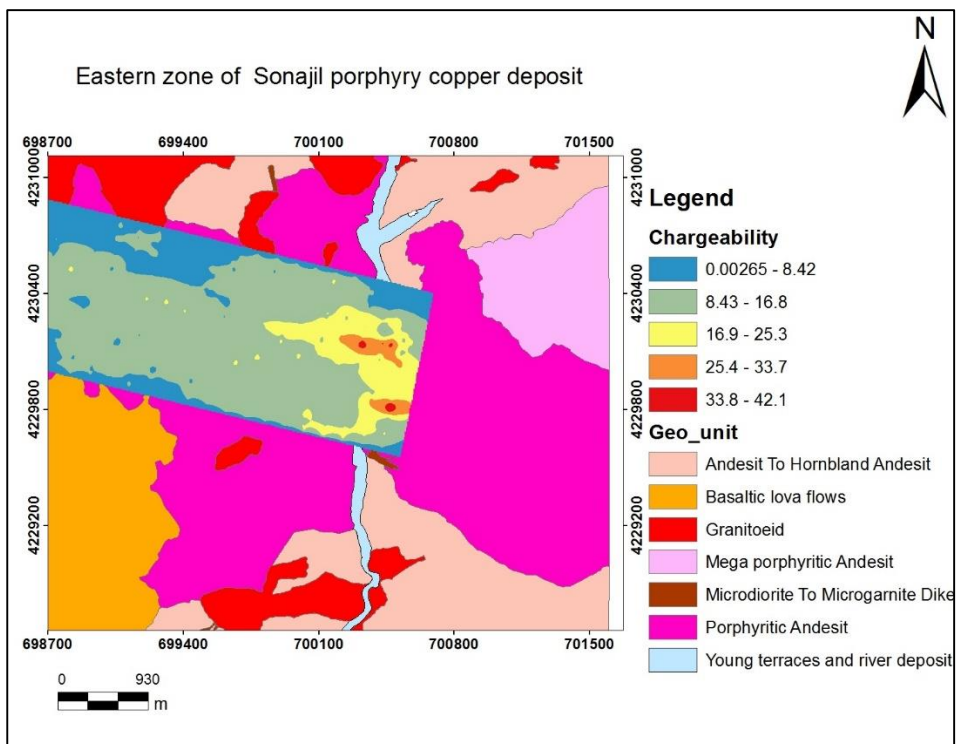 N
Eastern zone of Sonajil porphyry copper deposit
698700 699400 700100 700800 701500
4231000 4231000
4230400 4230400
4229800 4229800
4229200 4229200
698700 699400 700100 700800 701500
0 930
m
Legend
Chargeability
0.00265 - 8.42
8.43 - 16.8
16.9 - 25.3
25.4 - 33.7
33.8 - 42.1
Geo_unit
Andesit To Hornbland Andesit
Basaltic lova flows
Granitoeid
Mega porphyritic Andesit
Microdiorite To Microgarnite Dike
Porphyritic Andesit
Young terraces and river deposit